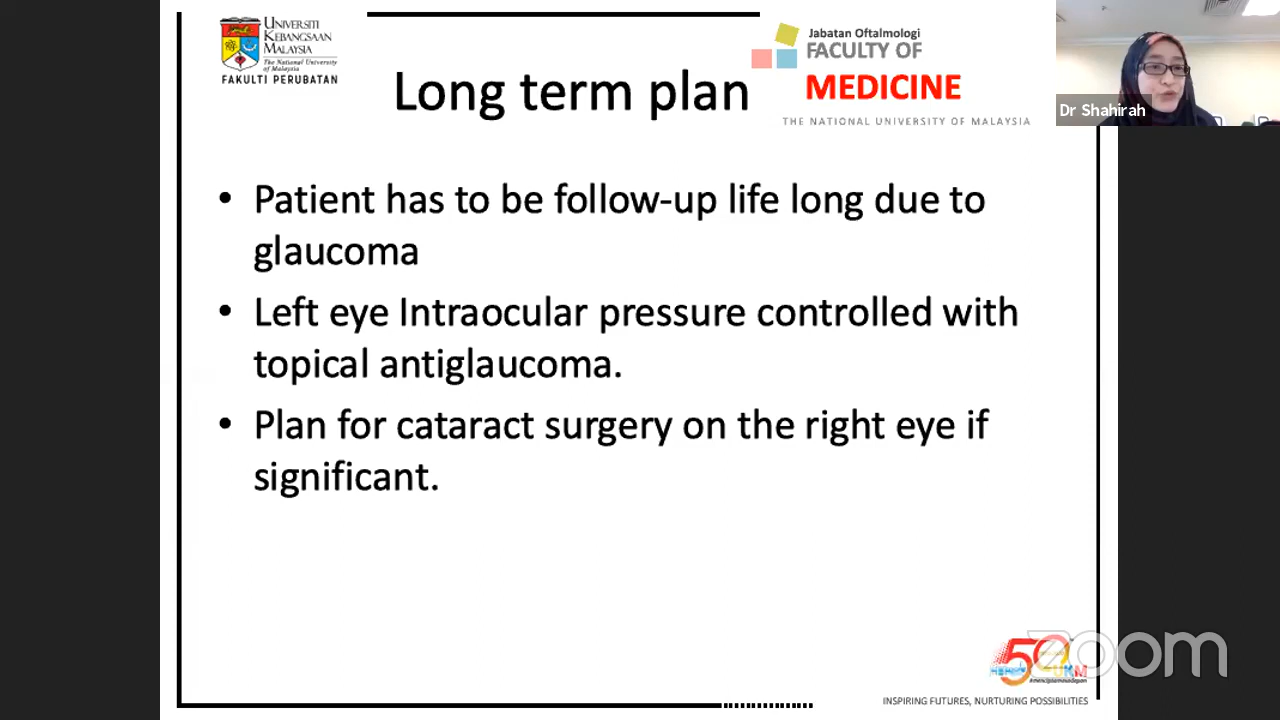 UNIVERSITI
KEBANGSAAN
MALAYSIA
The National University
of Malaysia
FAKULTI PERUBATAN
Long term plan
Jabatan Oftalmologi
FACULTY OF
MEDICINE
THE NATIONAL UNIVERSITY OF MALAYSIA
Dr Shahirah
• Patient has to be follow-up life long due to
glaucoma
• Left eye Intraocular pressure controlled with
topical antiglaucoma.
• Plan for cataract surgery on the right eye if
significant.
50
UKM
zoom
INSPIRING FUTURES, NURTURING POSSIBILITIES